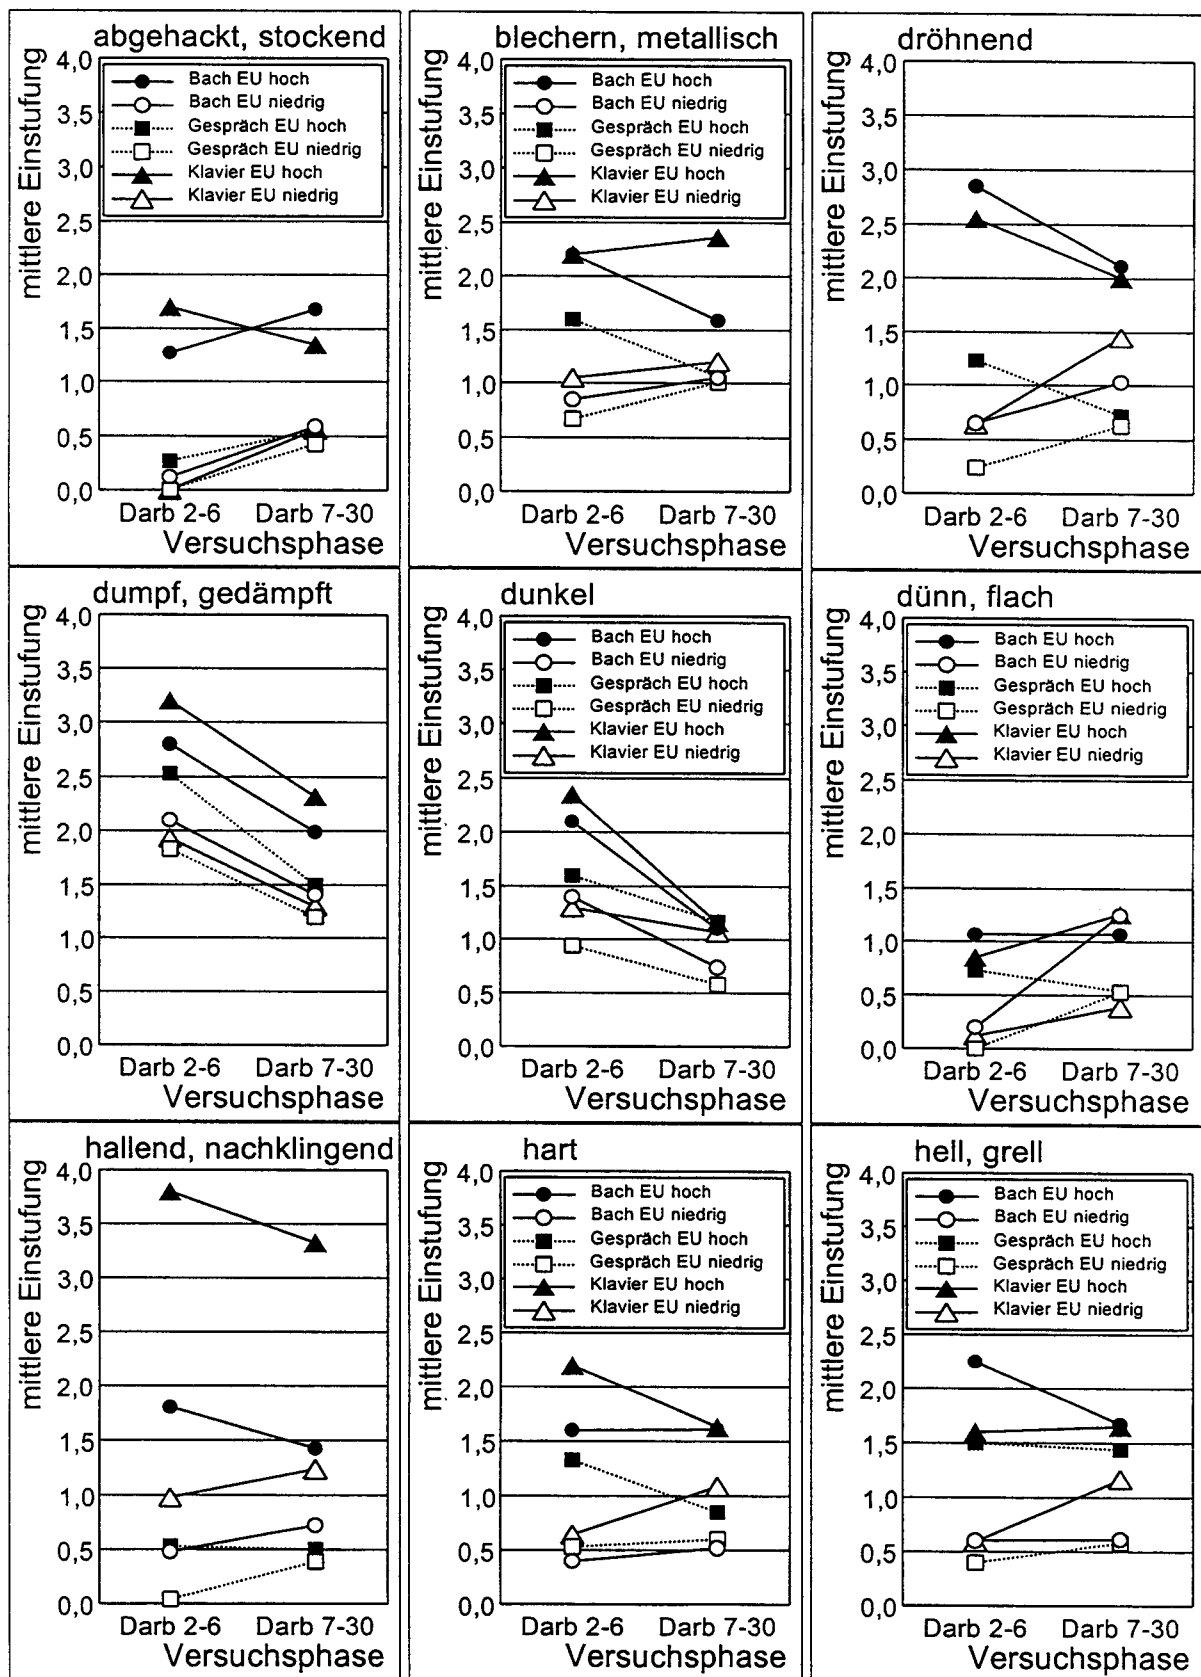 abgehackt, stockend
mittlere Einstufung
4,0
3,5
3,0
2,5
2,0
1,5
1,0
0,5
0,0
Bach EU hoch
Bach EU niedrig
Gespräch EU hoch
Gespräch EU niedrig
Klavier EU hoch
Klavier EU niedrig
Darb 2-6 Darb 7-30
Versuchsphase
blechern, metallisch
mittlere Einstufung
4,0
3,5
3,0
2,5
2,0
1,5
1,0
0,5
0,0
Bach EU hoch
Bach EU niedrig
Gespräch EU hoch
Gespräch EU niedrig
Klavier EU hoch
Klavier EU niedrig
Darb 2-6 Darb 7-30
Versuchsphase
dröhnend
mittlere Einstufung
4,0
3,5
3,0
2,5
2,0
1,5
1,0
0,5
0,0
Darb 2-6 Darb 7-30
Versuchsphase
dumpf, gedämpft
mittlere Einstufung
4,0
3,5
3,0
2,5
2,0
1,5
1,0
0,5
0,0
Darb 2-6 Darb 7-30
Versuchsphase
dunkel
mittlere Einstufung
4,0
3,5
3,0
2,5
2,0
1,5
1,0
0,5
0,0
Bach EU hoch
Bach EU niedrig
Gespräch EU hoch
Gespräch EU niedrig
Klavier EU hoch
Klavier EU niedrig
Darb 2-6 Darb 7-30
Versuchsphase
dünn, flach
mittlere Einstufung
4,0
3,5
3,0
2,5
2,0
1,5
1,0
0,5
0,0
Bach EU hoch
Bach EU niedrig
Gespräch EU hoch
Gespräch EU niedrig
Klavier EU hoch
Klavier EU niedrig
Darb 2-6 Darb 7-30
Versuchsphase
hallend, nachklingend
mittlere Einstufung
4,0
3,5
3,0
2,5
2,0
1,5
1,0
0,5
0,0
Darb 2-6 Darb 7-30
Versuchsphase
hart
mittlere Einstufung
4,0
3,5
3,0
2,5
2,0
1,5
1,0
0,5
0,0
Bach EU hoch
Bach EU niedrig
Gespräch EU hoch
Gespräch EU niedrig
Klavier EU hoch
Klavier EU niedrig
Darb 2-6 Darb 7-30
Versuchsphase
hell, grell
mittlere Einstufung
4,0
3,5
3,0
2,5
2,0
1,5
1,0
0,5
0,0
Bach EU hoch
Bach EU niedrig
Gespräch EU hoch
Gespräch EU niedrig
Klavier EU hoch
Klavier EU niedrig
Darb 2-6 Darb 7-30
Versuchsphase